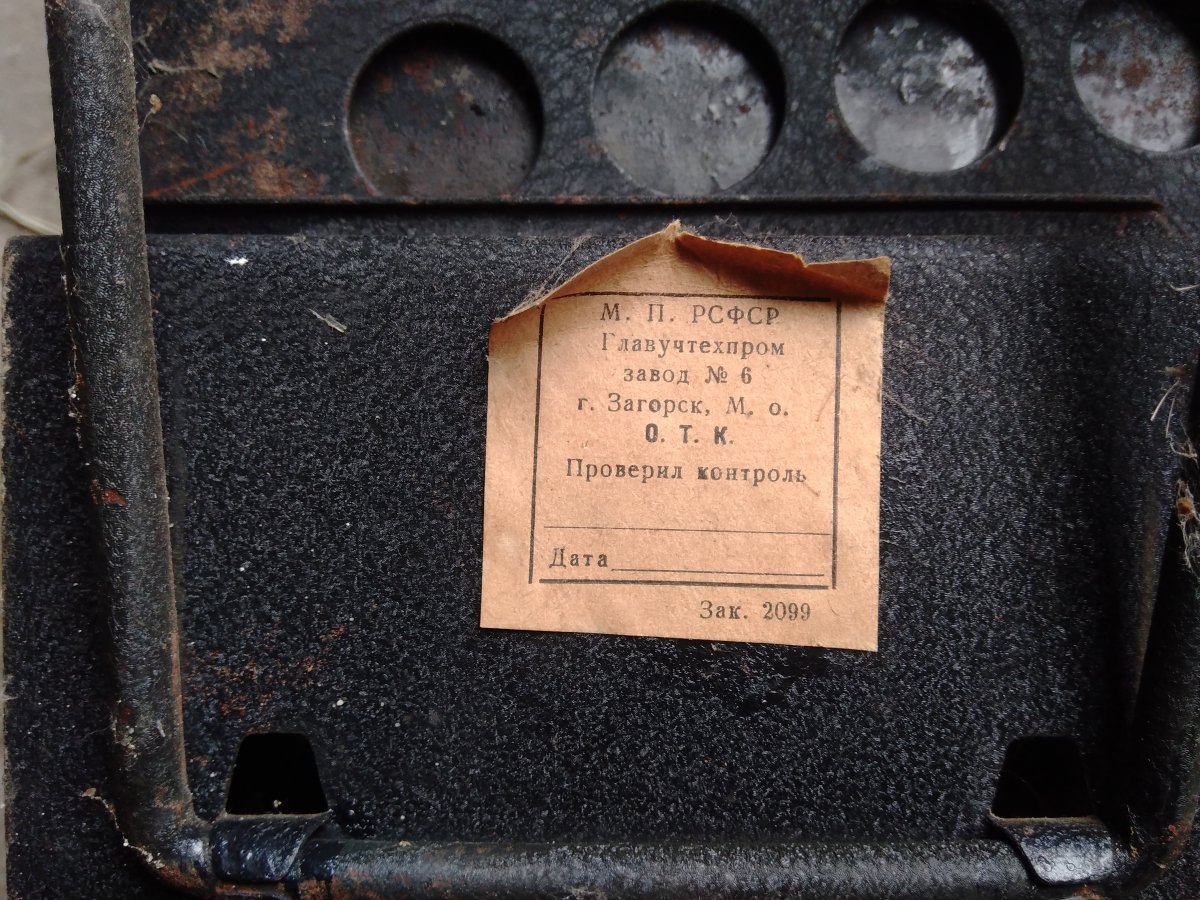 М. П. РСФСР
Главучтехпром
завод № 6
г. Загорск, М. о.
О. Т. К.
Проверил контроль
Дата
Зак. 2099